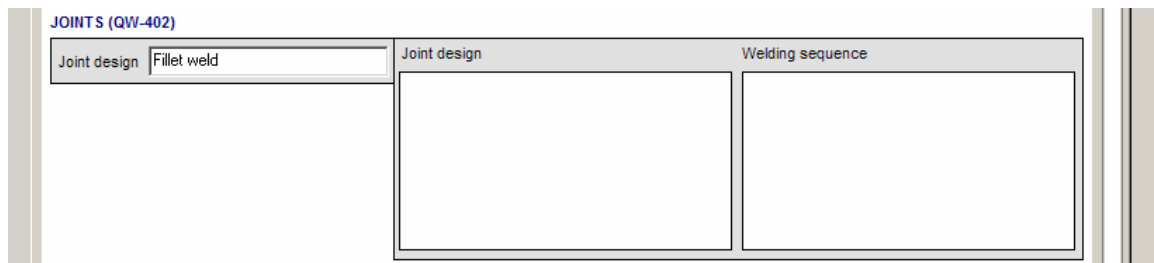 JOINTS (QW-402)
Joint design Fillet weld
Joint design Welding sequence